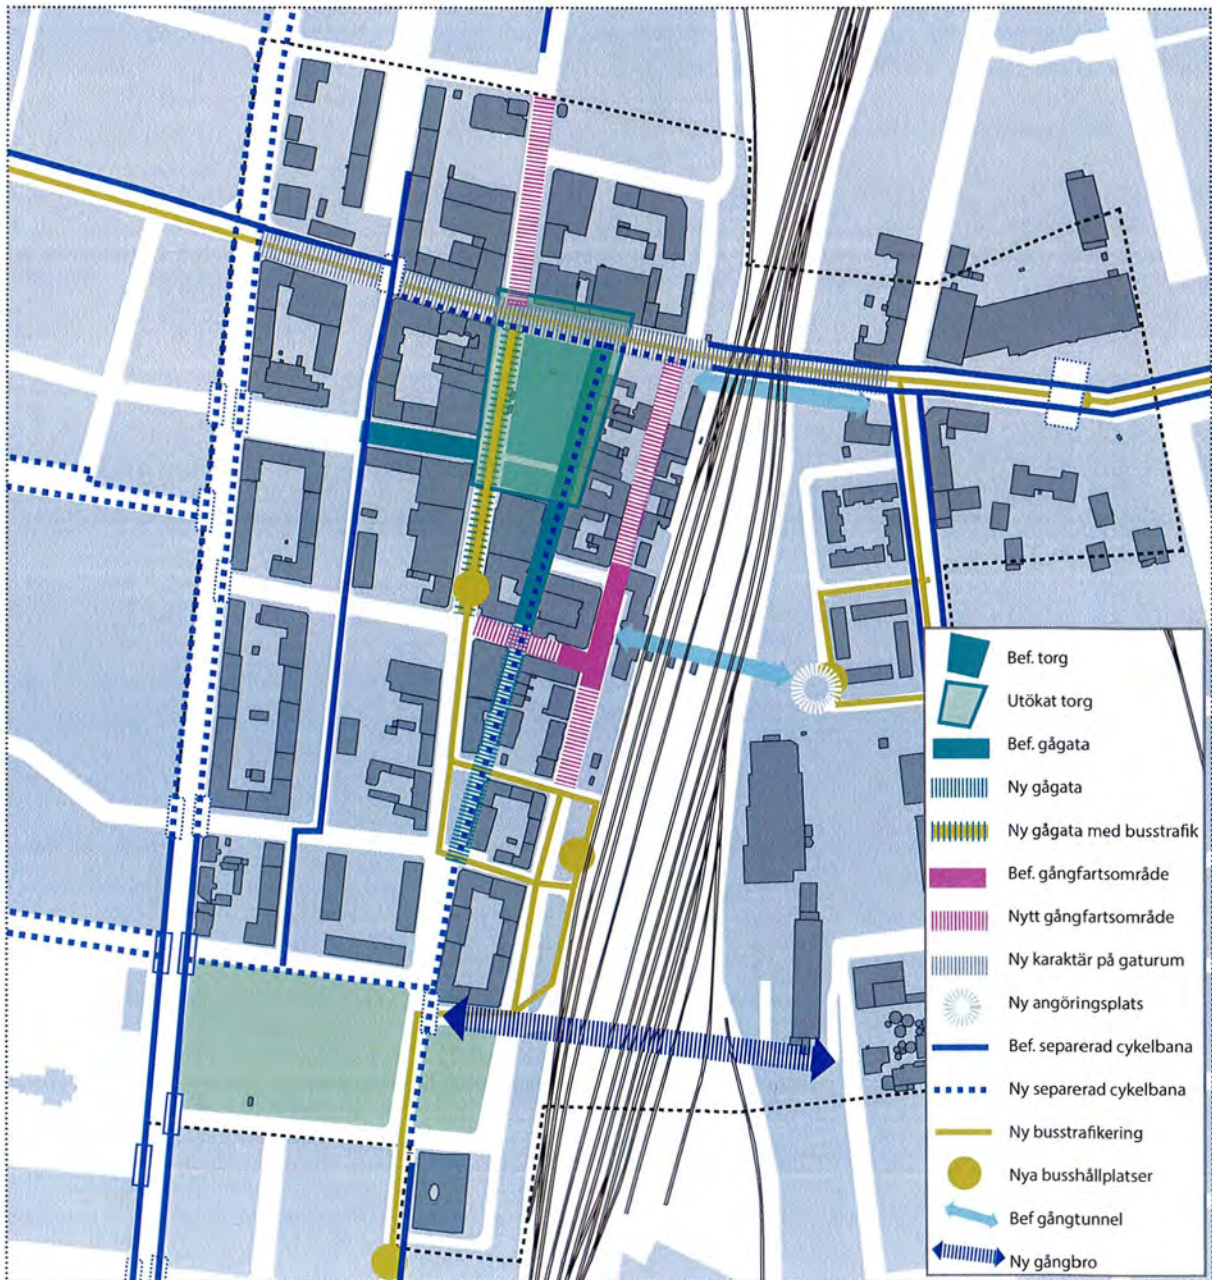 Bef. torg
Utökat torg
Bef. gågata
Ny gågata
Ny gågata med busstrafik
Bef. gångfartsområde
Nytt gångfartsområde
Ny karaktär på gaturum
Ny angöringsplats
Bef. separerad cykelbana
Ny separerad cykelbana
Ny busstrafikering
Nya busshållplatser
Bef gångtunnel
Ny gångbro